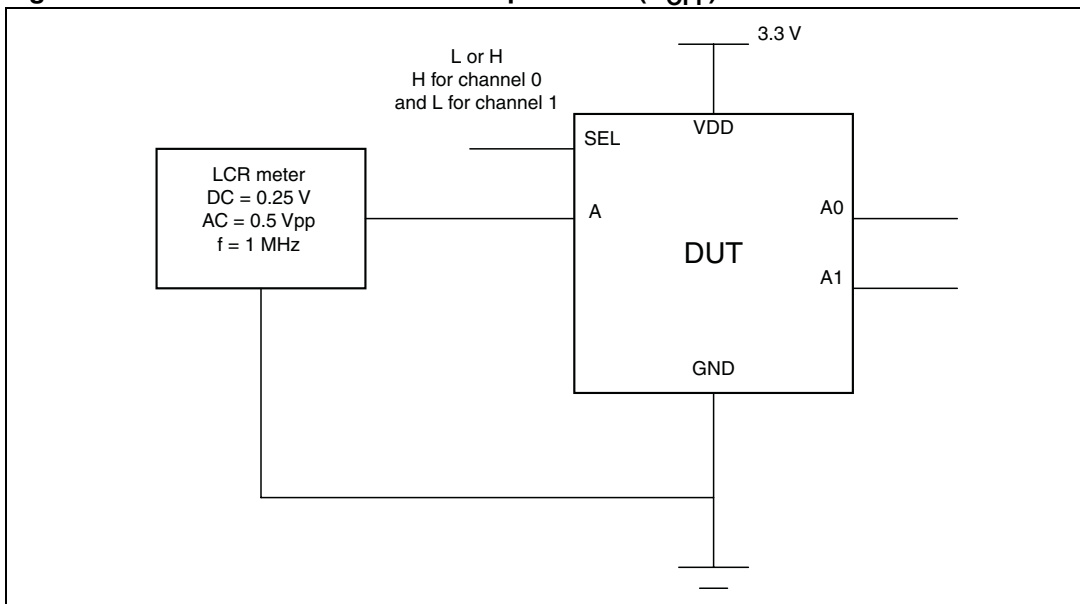 3.3 V
L or H
H for channel 0
and L for channel 1
VDD
SEL
LCR meter
DC = 0.25 V
AC = 0.5 Vpp
f = 1 MHz
A
A0
DUT
A1
GND